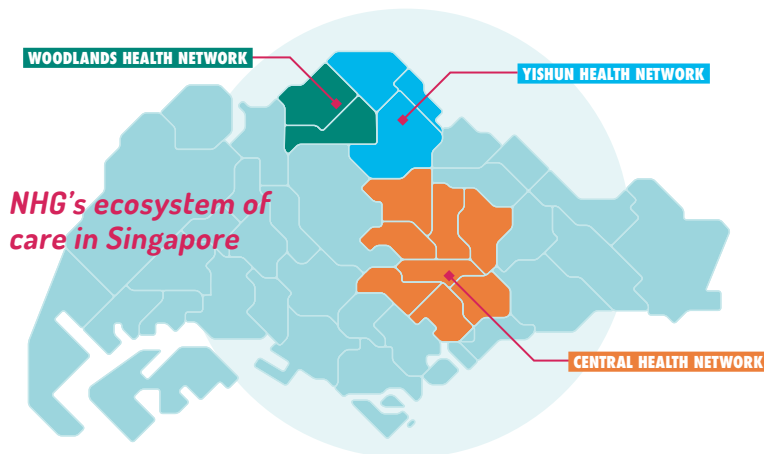 WOODLANDS HEALTH NETWORK
YISHUN HEALTH NETWORK
NHG's ecosystem of
care in Singapore
CENTRAL HEALTH NETWORK